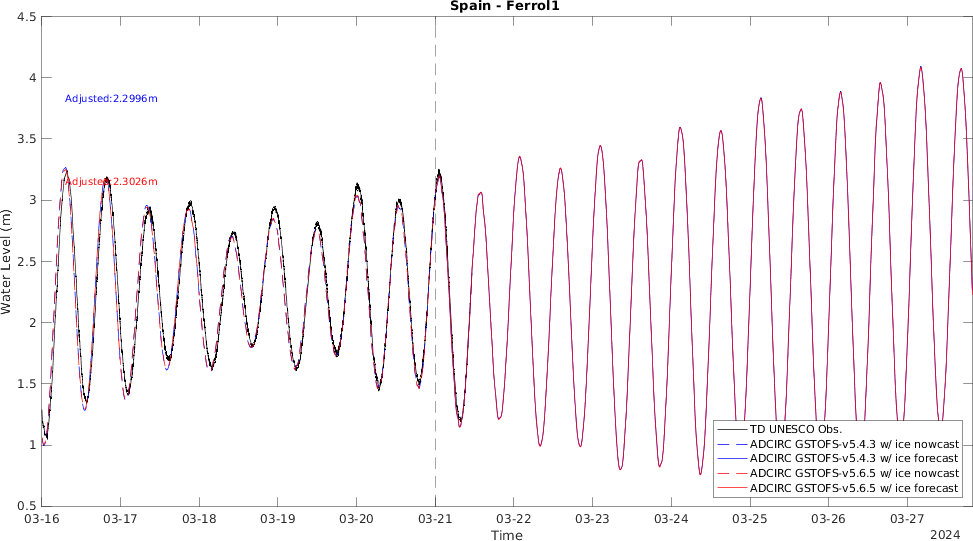 Spain - Ferrol1
4.5
4
3.5
3
2.5
2
1.5
1
0.5
Water Level (m)
Adjusted:2.2996m
Adjusted:2.3026m
TD UNESCO Obs.
ADCIRC GSTOFS-v5.4.3 w/ ice nowcast
ADCIRC GSTOFS-v5.4.3 w/ ice forecast
ADCIRC GSTOFS-v5.6.5 w/ ice nowcast
ADCIRC GSTOFS-v5.6.5 w/ ice forecast
03-16 03-17 03-18 03-19 03-20 03-21 03-22 03-23 03-24 03-25 03-26 03-27
Time
2024